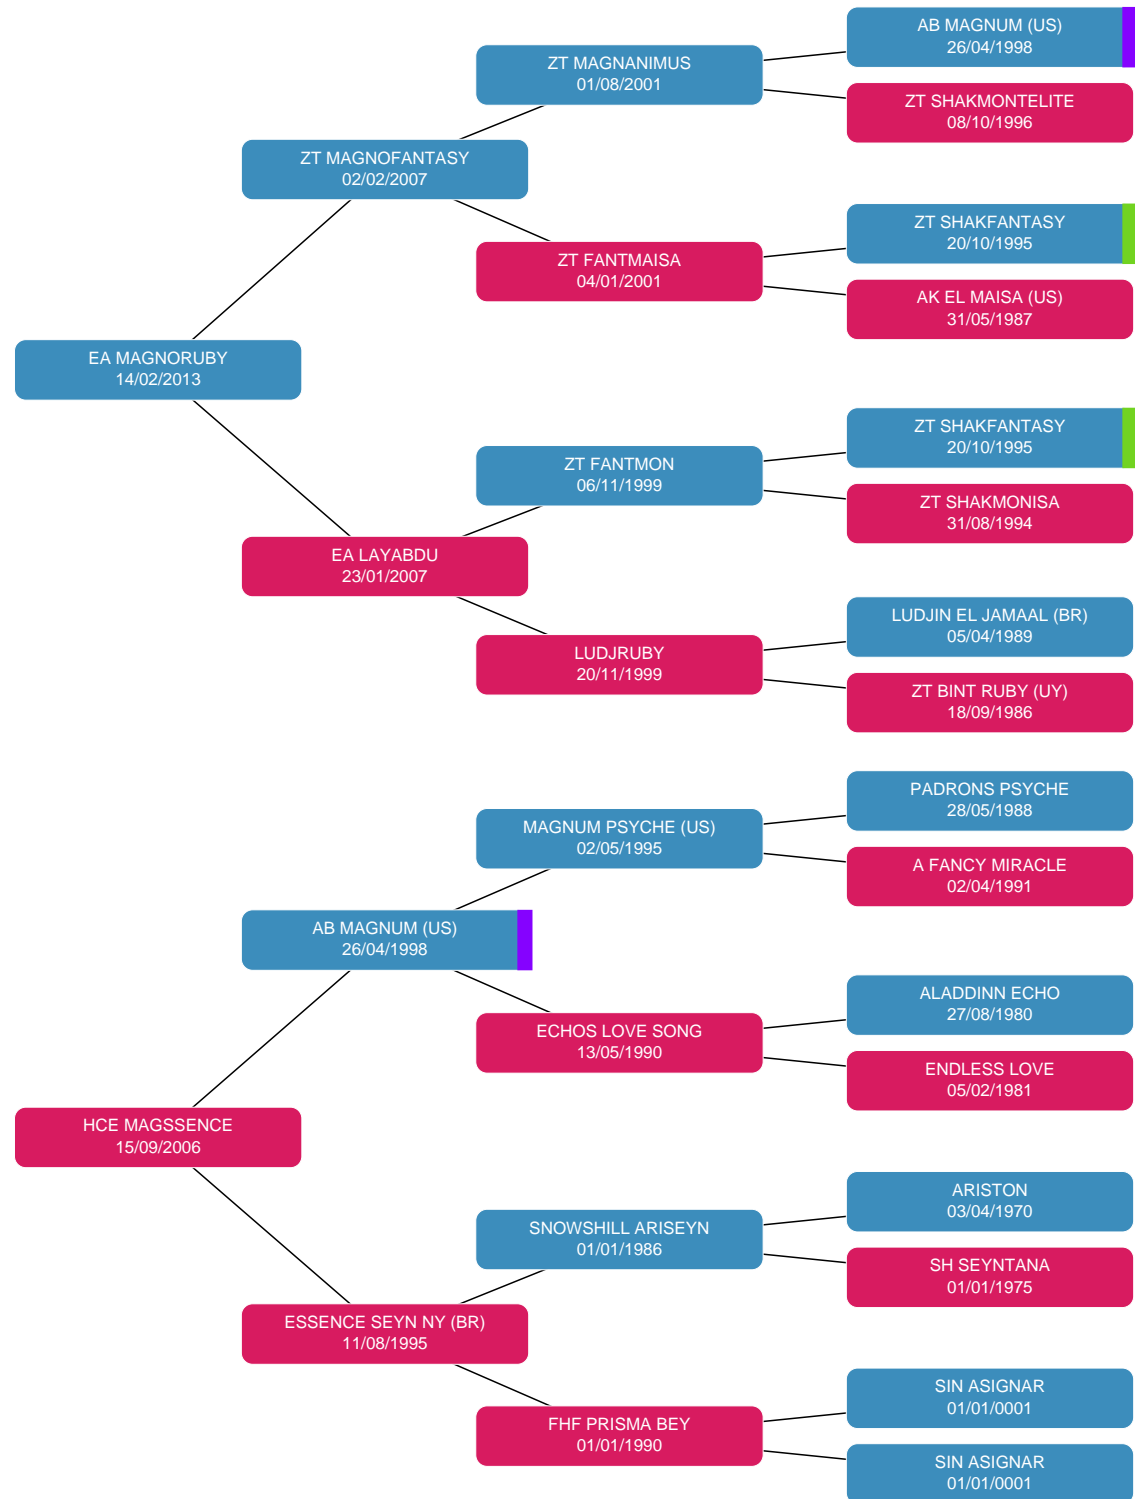 AB MAGNUM (US)
26/04/1998
ZT MAGNANIMUS
01/08/2001
ZT SHAKMONTELITE
08/10/1996
ZT MAGNOFANTASY
02/02/2007
ZT SHAKFANTASY
20/10/1995
ZT FANTMAISA
04/01/2001
AK EL MAISA (US)
31/05/1987
EA MAGNORUBY
14/02/2013
ZT SHAKFANTASY
20/10/1995
ZT FANTMON
06/11/1999
ZT SHAKMONISA
31/08/1994
EA LAYABDU
23/01/2007
LUDJIN EL JAMAAL (BR)
05/04/1989
LUDJRUBY
20/11/1999
ZT BINT RUBY (UY)
18/09/1986
PADRONS PSYCHE
28/05/1988
MAGNUM PSYCHE (US)
02/05/1995
A FANCY MIRACLE
02/04/1991
AB MAGNUM (US)
26/04/1998
ALADDINN ECHO
27/08/1980
ECHOS LOVE SONG
13/05/1990
ENDLESS LOVE
05/02/1981
HCE MAGSSENCE
15/09/2006
ARISTON
03/04/1970
SNOWSHILL ARISEYN
01/01/1986
SH SEYNTANA
01/01/1975
ESSENCE SEYN NY (BR)
11/08/1995
SIN ASIGNAR
01/01/0001
FHF PRISMA BEY
01/01/1990
SIN ASIGNAR
01/01/0001